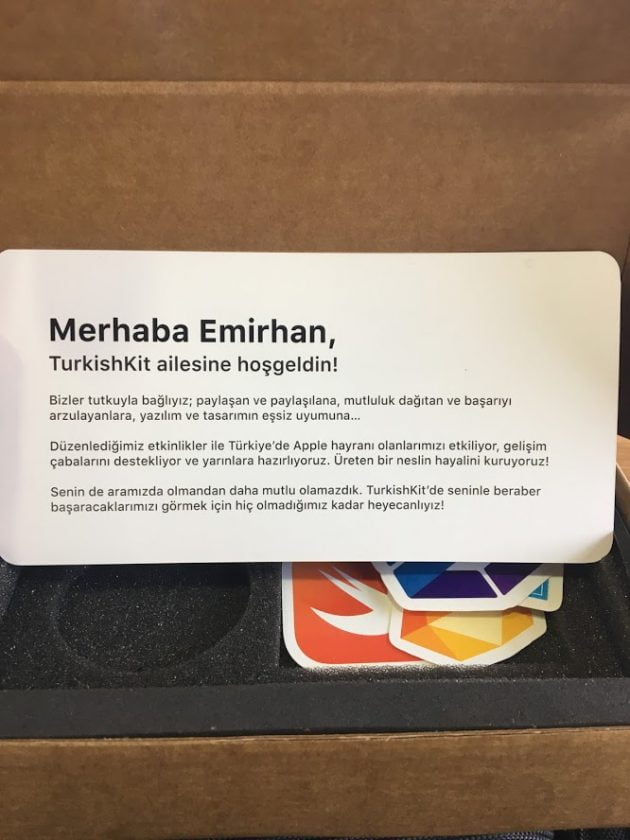 Merhaba Emirhan,
TurkishKit ailesine hoşgeldin!
Bizler tutkuyla bağlıyız; paylaşan ve paylaşılana, mutluluk dağıtan ve başarıyı
arzulayanlara, yazılım ve tasarımın eşsiz uyumuna...
Düzenlediğimiz etkinlikler ile Türkiye'de Apple hayranı olanlarımızı etkiliyor, gelişim
çabalarını destekliyor ve yarınlara hazırlıyoruz. Üreten bir neslin hayalini kuruyoruz!
Senin de aramızda olmandan daha mutlu olamazdık. TurkishKit'de seninle beraber
başaracaklarımızı görmek için hiç olmadığımız kadar heyecanlıyız!